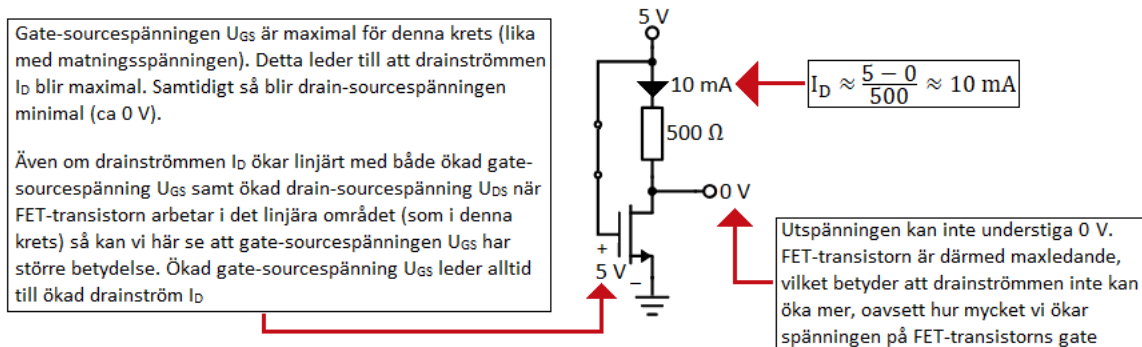 Gate-sourcespänningen UGS är maximal för denna krets (lika
med matningsspänningen). Detta leder till att drainströmmen
ID blir maximal. Samtidigt så blir drain-sourcespänningen
minimal (ca 0 V).
Även om drainströmmen ID ökar linjärt med både ökad gate-
sourcespänning UGS samt ökad drain-sourcespänning UDS när
FET-transistorn arbetar i det linjära området (som i denna
krets) så kan vi här se att gate-sourcespänningen UGS har
större betydelse. Ökad gate-sourcespänning UGS leder alltid
till ökad drainström ID
5 V
10 mA
500 Ω
0 V
+
5 V
−
ID ≈ 5 − 0 / 500 ≈ 10 mA
Utspänningen kan inte understiga 0 V.
FET-transistorn är därmed maxledande,
vilket betyder att drainströmmen inte kan
öka mer, oavsett hur mycket vi ökar
spänningen på FET-transistorns gate